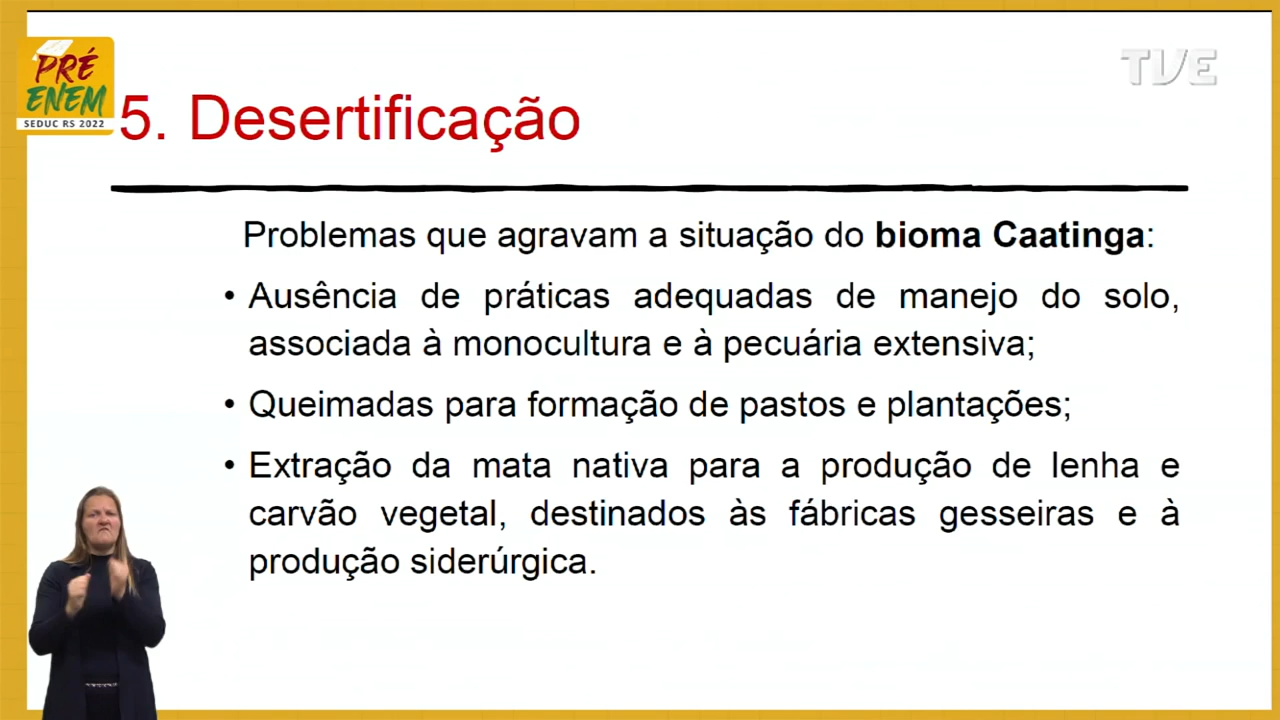 PRÉ
ENEM
SEDUC RS 2022
TVE
5. Desertificação
Problemas que agravam a situação do bioma Caatinga:
• Ausência de práticas adequadas de manejo do solo,
associada à monocultura e à pecuária extensiva;
• Queimadas para formação de pastos e plantações;
• Extração da mata nativa para a produção de lenha e
carvão vegetal, destinados às fábricas gesseiras e à
produção siderúrgica.